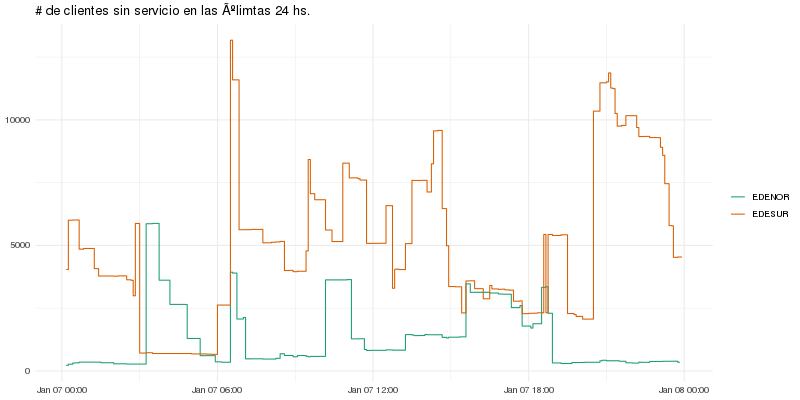 # de clientes sin servicio en las Ãºlimtas 24 hs.
10000
5000
0
Jan 07 00:00 Jan 07 06:00 Jan 07 12:00 Jan 07 18:00 Jan 08 00:00
EDENOR
EDESUR